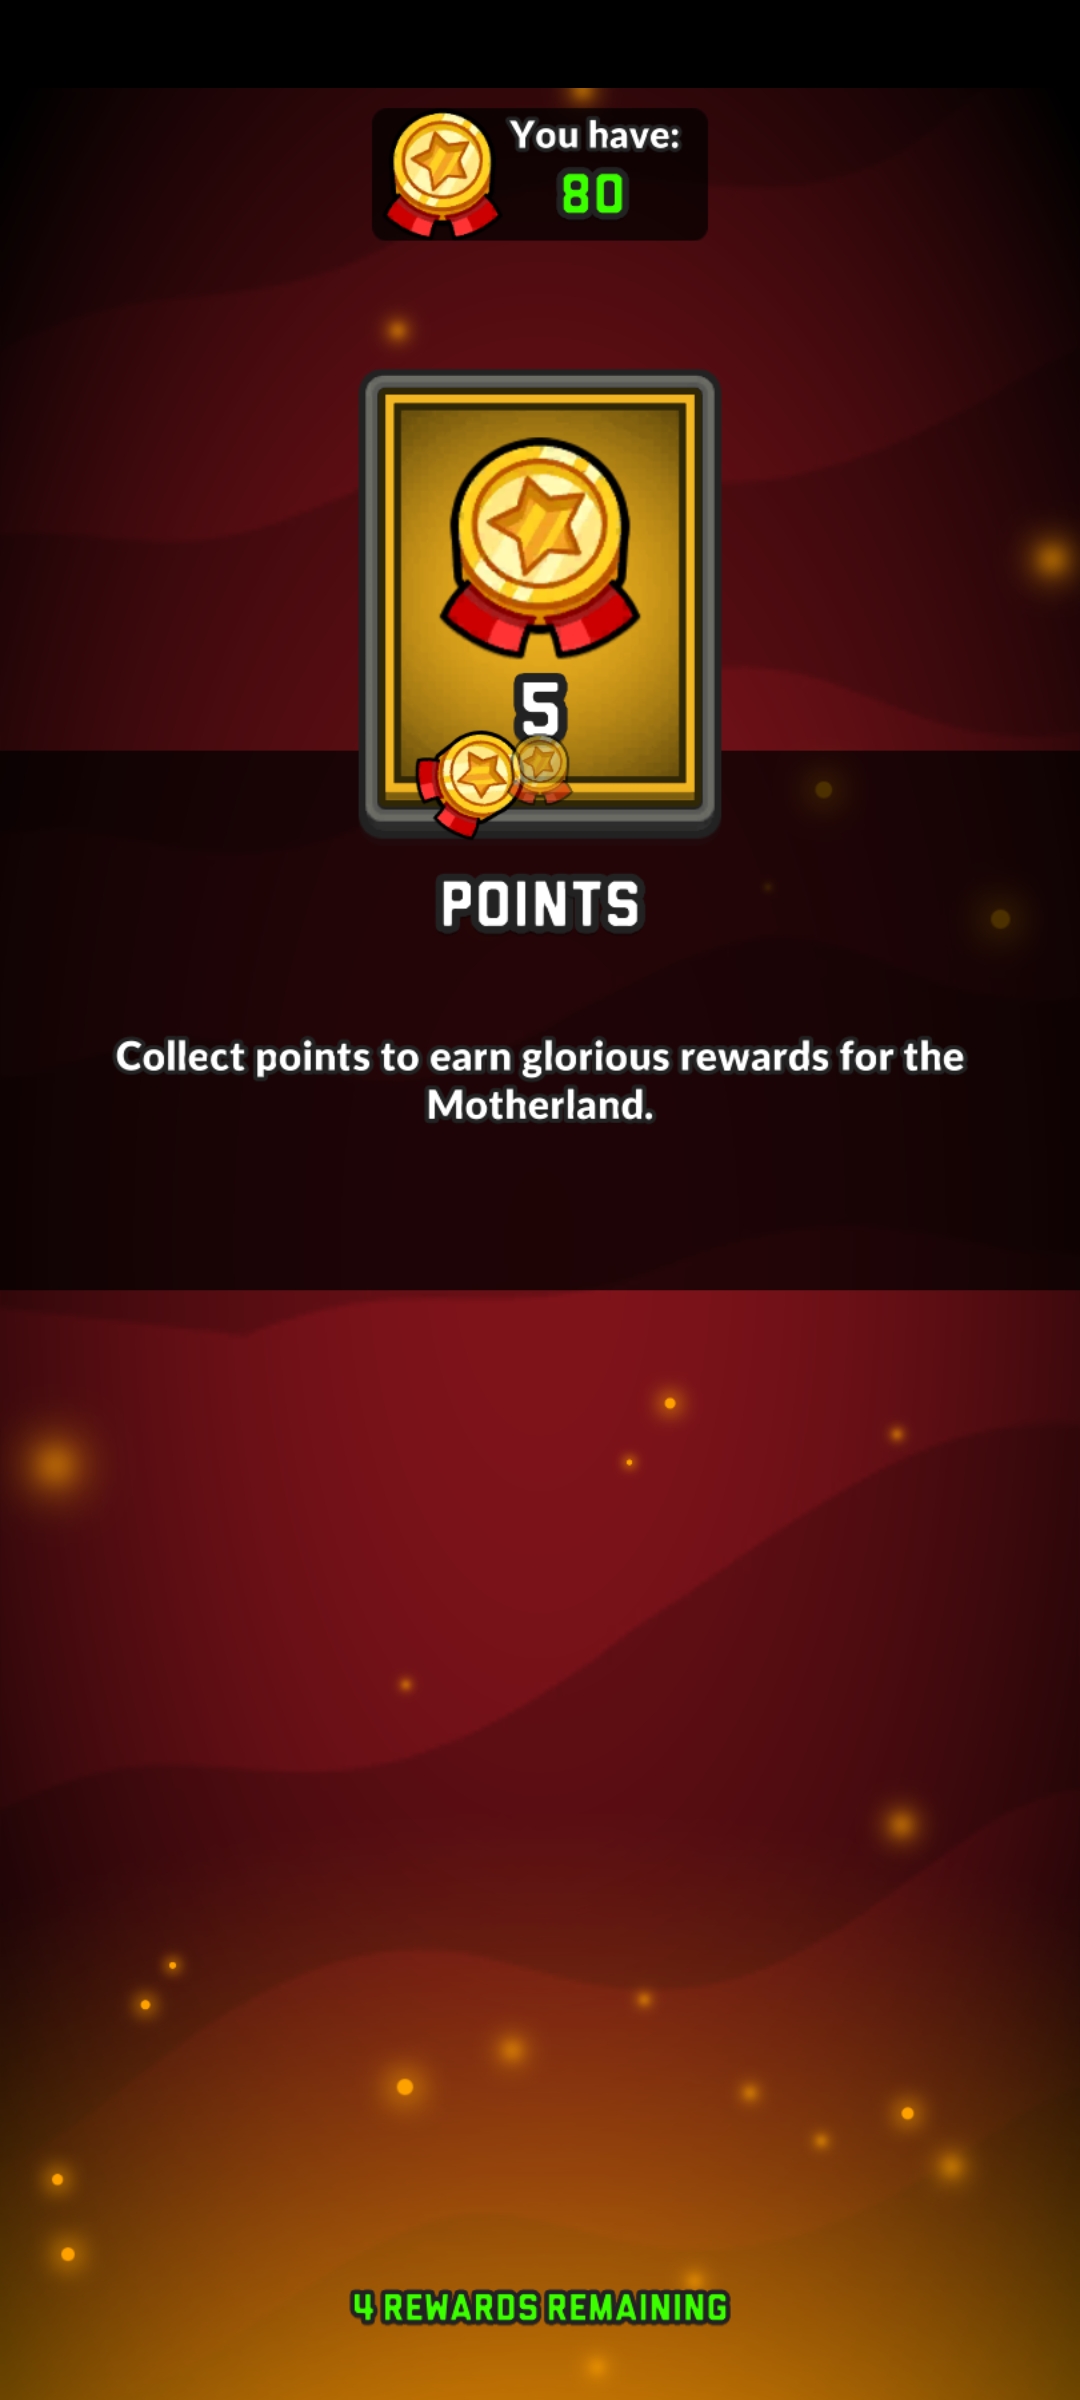 You have:
80
5
POINTS
Collect points to earn glorious rewards for the
Motherland.
4 REWARDS REMAINING